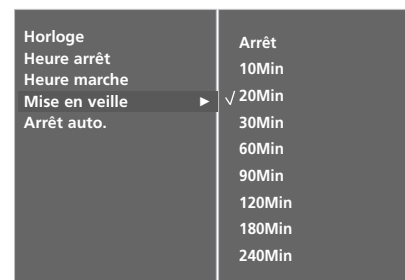 Horloge
Heure arrêt
Heure marche
Mise en veille ►
Arrêt auto.
Arrêt
10Min
√ 20Min
30Min
60Min
90Min
120Min
180Min
240Min